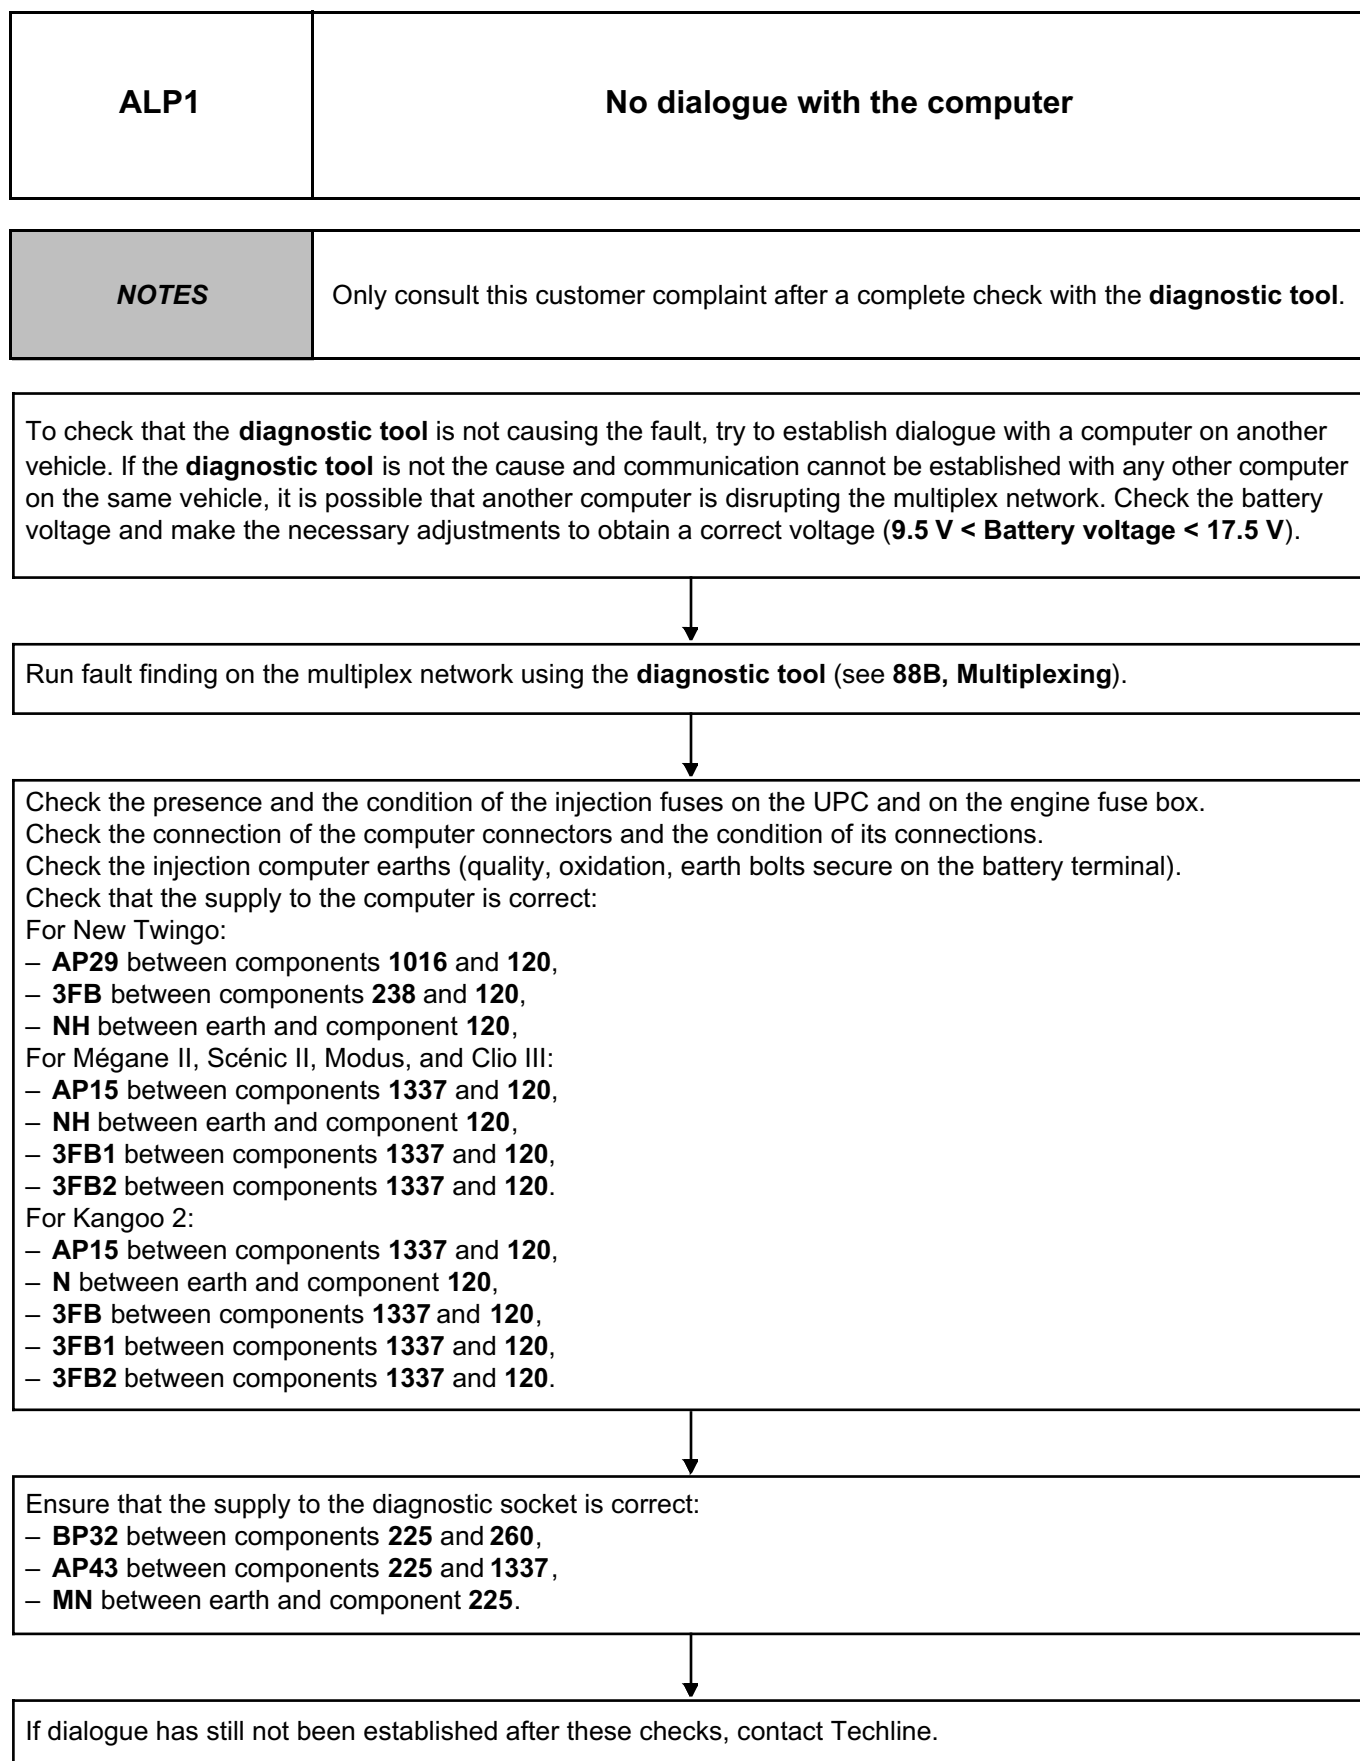 ALP1
No dialogue with the computer
NOTES
Only consult this customer complaint after a complete check with the diagnostic tool.
To check that the diagnostic tool is not causing the fault, try to establish dialogue with a computer on another
vehicle. If the diagnostic tool is not the cause and communication cannot be established with any other computer
on the same vehicle, it is possible that another computer is disrupting the multiplex network. Check the battery
voltage and make the necessary adjustments to obtain a correct voltage (9.5 V < Battery voltage < 17.5 V).
Run fault finding on the multiplex network using the diagnostic tool (see 88B, Multiplexing).
Check the presence and the condition of the injection fuses on the UPC and on the engine fuse box.
Check the connection of the computer connectors and the condition of its connections.
Check the injection computer earths (quality, oxidation, earth bolts secure on the battery terminal).
Check that the supply to the computer is correct:
For New Twingo:
– AP29 between components 1016 and 120,
– 3FB between components 238 and 120,
– NH between earth and component 120,
For Mégane II, Scénic II, Modus, and Clio III:
– AP15 between components 1337 and 120,
– NH between earth and component 120,
– 3FB1 between components 1337 and 120,
– 3FB2 between components 1337 and 120.
For Kangoo 2:
– AP15 between components 1337 and 120,
– N between earth and component 120,
– 3FB between components 1337 and 120,
– 3FB1 between components 1337 and 120,
– 3FB2 between components 1337 and 120.
Ensure that the supply to the diagnostic socket is correct:
– BP32 between components 225 and 260,
– AP43 between components 225 and 1337,
– MN between earth and component 225.
If dialogue has still not been established after these checks, contact Techline.